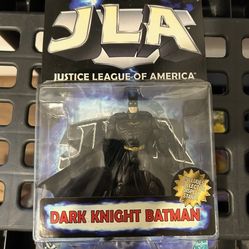 JLA
JUSTICE LEAGUE OF AMERICA
DARK KNIGHT BATMAN